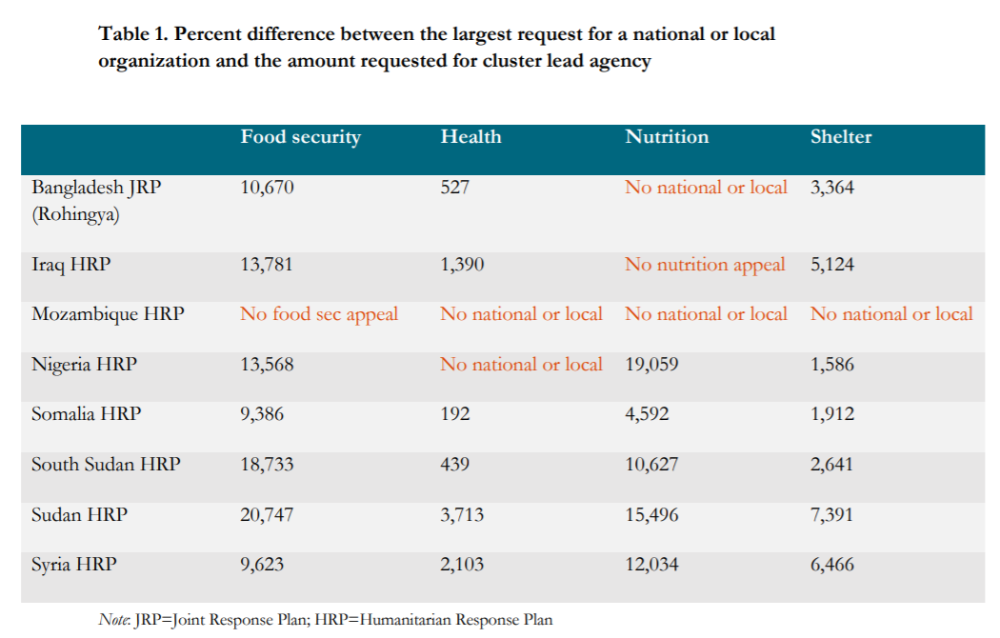 Table 1. Percent difference between the largest request for a national or local
organization and the amount requested for cluster lead agency
Food security Health Nutrition Shelter
Bangladesh JRP 10,670 527 No national or local 3,364
(Rohingya)
Iraq HRP 13,781 1,390 No nutrition appeal 5,124
Mozambique HRP No food sec appeal No national or local No national or local No national or local
Nigeria HRP 13,568 No national or local 19,059 1,586
Somalia HRP 9,386 192 4,592 1,912
South Sudan HRP 18,733 439 10,627 2,641
Sudan HRP 20,747 3,713 15,496 7,391
Syria HRP 9,623 2,103 12,034 6,466
Note: JRP=Joint Response Plan; HRP=Humanitarian Response Plan